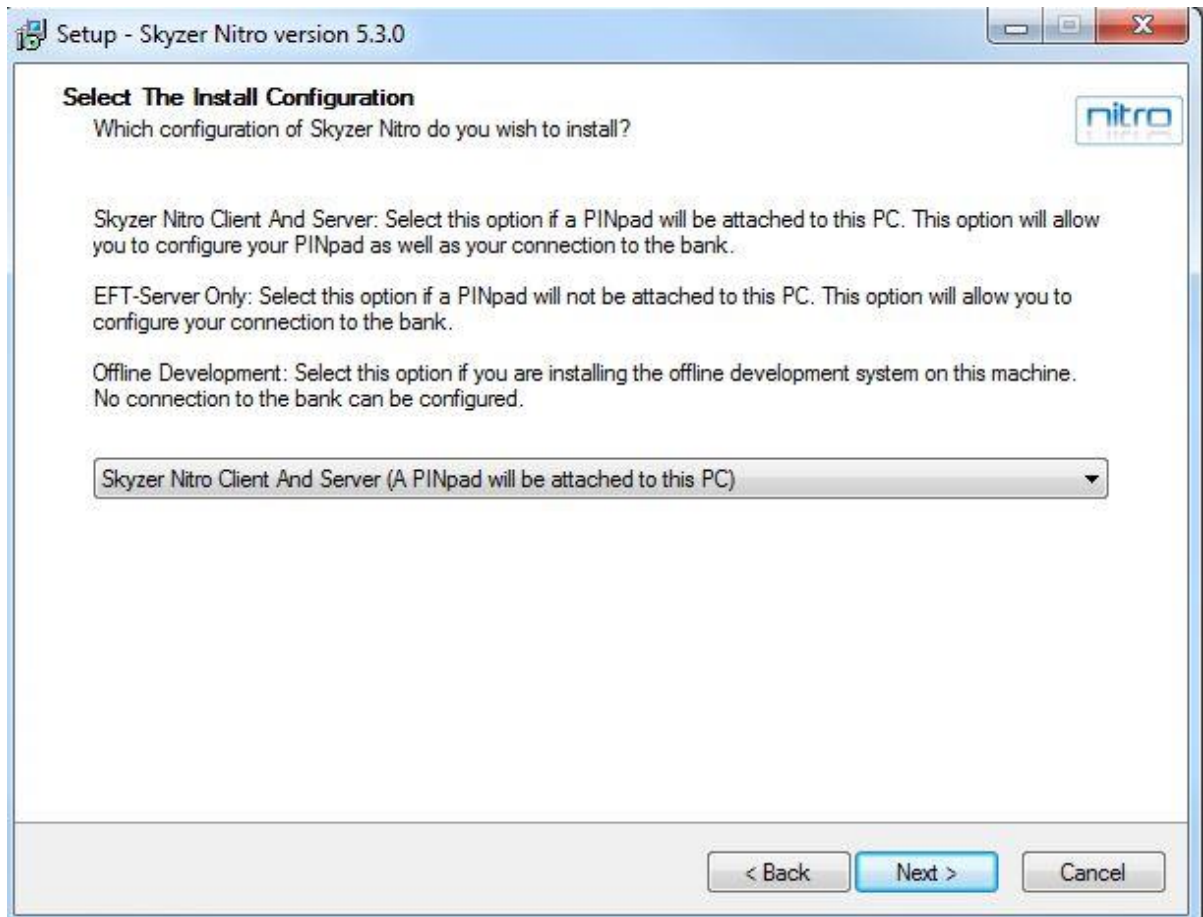 Setup - Skyzer Nitro version 5.3.0
Select The Install Configuration
Which configuration of Skyzer Nitro do you wish to install?
nitro
Skyzer Nitro Client And Server: Select this option if a PINpad will be attached to this PC. This option will allow
you to configure your PINpad as well as your connection to the bank.
EFT-Server Only: Select this option if a PINpad will not be attached to this PC. This option will allow you to
configure your connection to the bank.
Offline Development: Select this option if you are installing the offline development system on this machine.
No connection to the bank can be configured.
Skyzer Nitro Client And Server (A PINpad will be attached to this PC)
< Back Next > Cancel